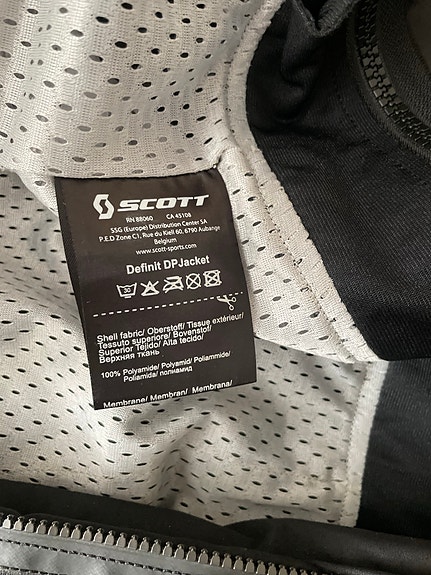 SCOTT
RN 88060 CA 45108
SSG (Europe) Distribution Center SA
P.E.D Zone C1, Rue du Kiell 60, 6790 Aubange
Belgium
www.scott-sports.com
Definit DPJacket
30
Shell fabric/ Oberstoff/ Tissue extérieur/
Tessuto superiore/ Bovenstof/
Superior Tejido/ Alta tecido/
Верхняя ткань
100% Polyamide/ Polyamid/ Poliammide/
Poliamida/ полиамид
Membrane/ Membran/ Membrana/